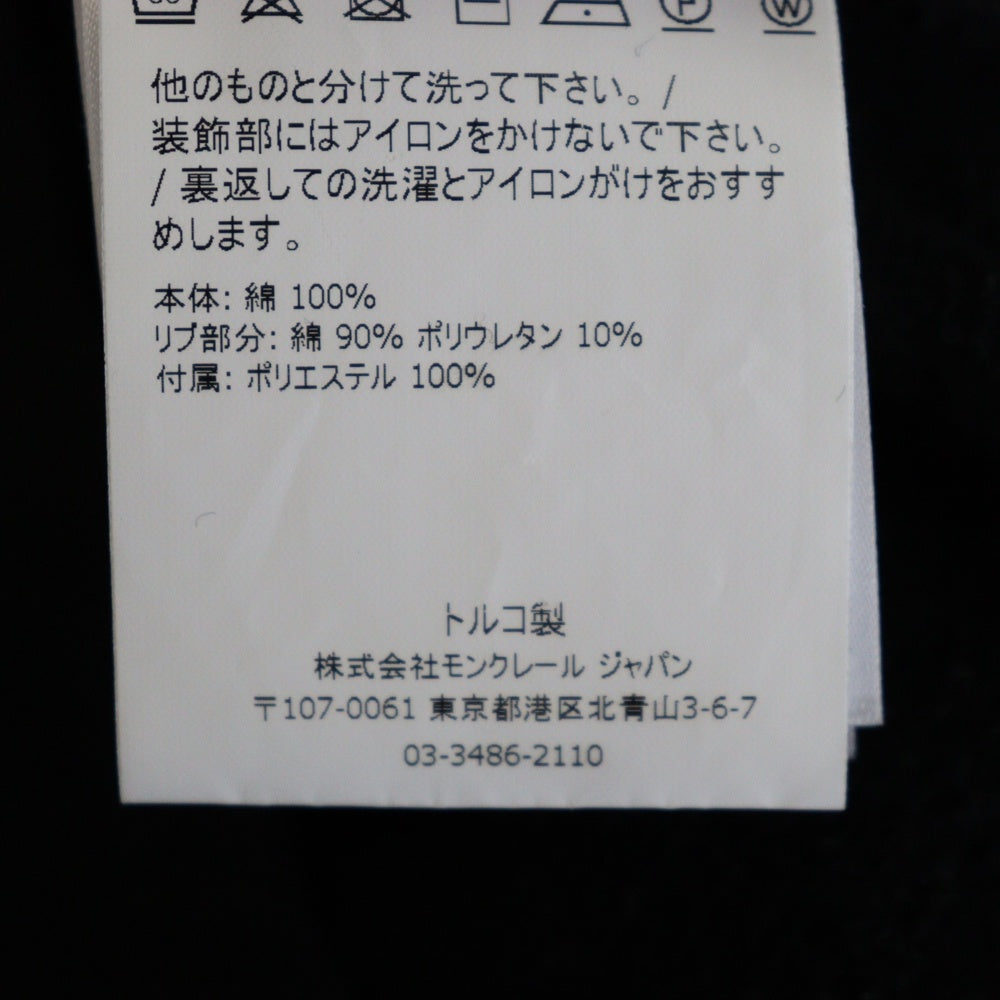 他のものと分けて洗って下さい。/
装飾部にはアイロンをかけないで下さい。
/ 裏返しての洗濯とアイロンがけをおすす
めします。
本体: 綿 100%
リブ部分: 綿 90% ポリウレタン 10%
付属: ポリエステル 100%
トルコ製
株式会社モンクレール ジャパン
〒107-0061 東京都港区北青山3-6-7
03-3486-2110